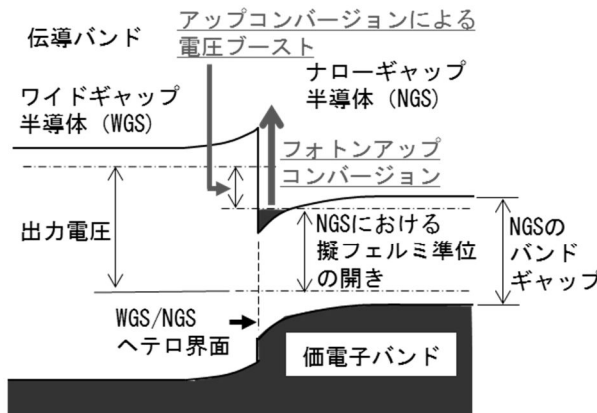 アップコンバージョンによる
電圧ブースト
伝導バンド
ナローギャップ
半導体 (NGS)
ワイドギャップ
半導体 (WGS)
フォトンアップ
コンバージョン
出力電圧
NGSにおける
擬フェルミ準位
の開き
NGSの
バンド
ギャップ
WGS/NGS
ヘテロ界面
価電子バンド